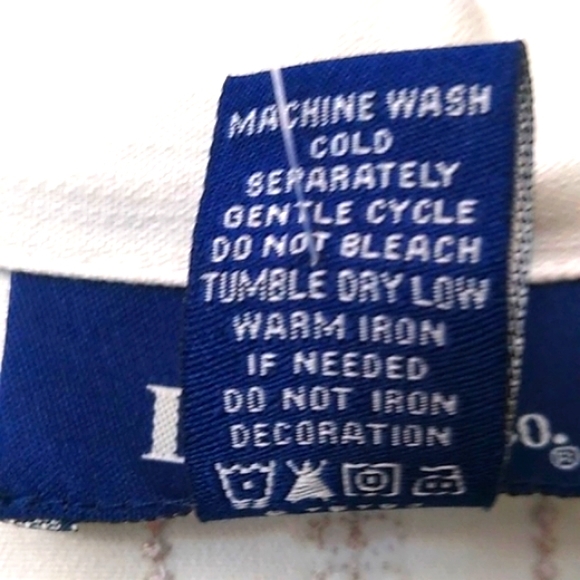 MACHINE WASH
COLD
SEPARATELY
GENTLE CYCLE
DO NOT BLEACH
TUMBLE DRY LOW
WARM IRON
IF NEEDED
DO NOT IRON
DECORATION
o.®